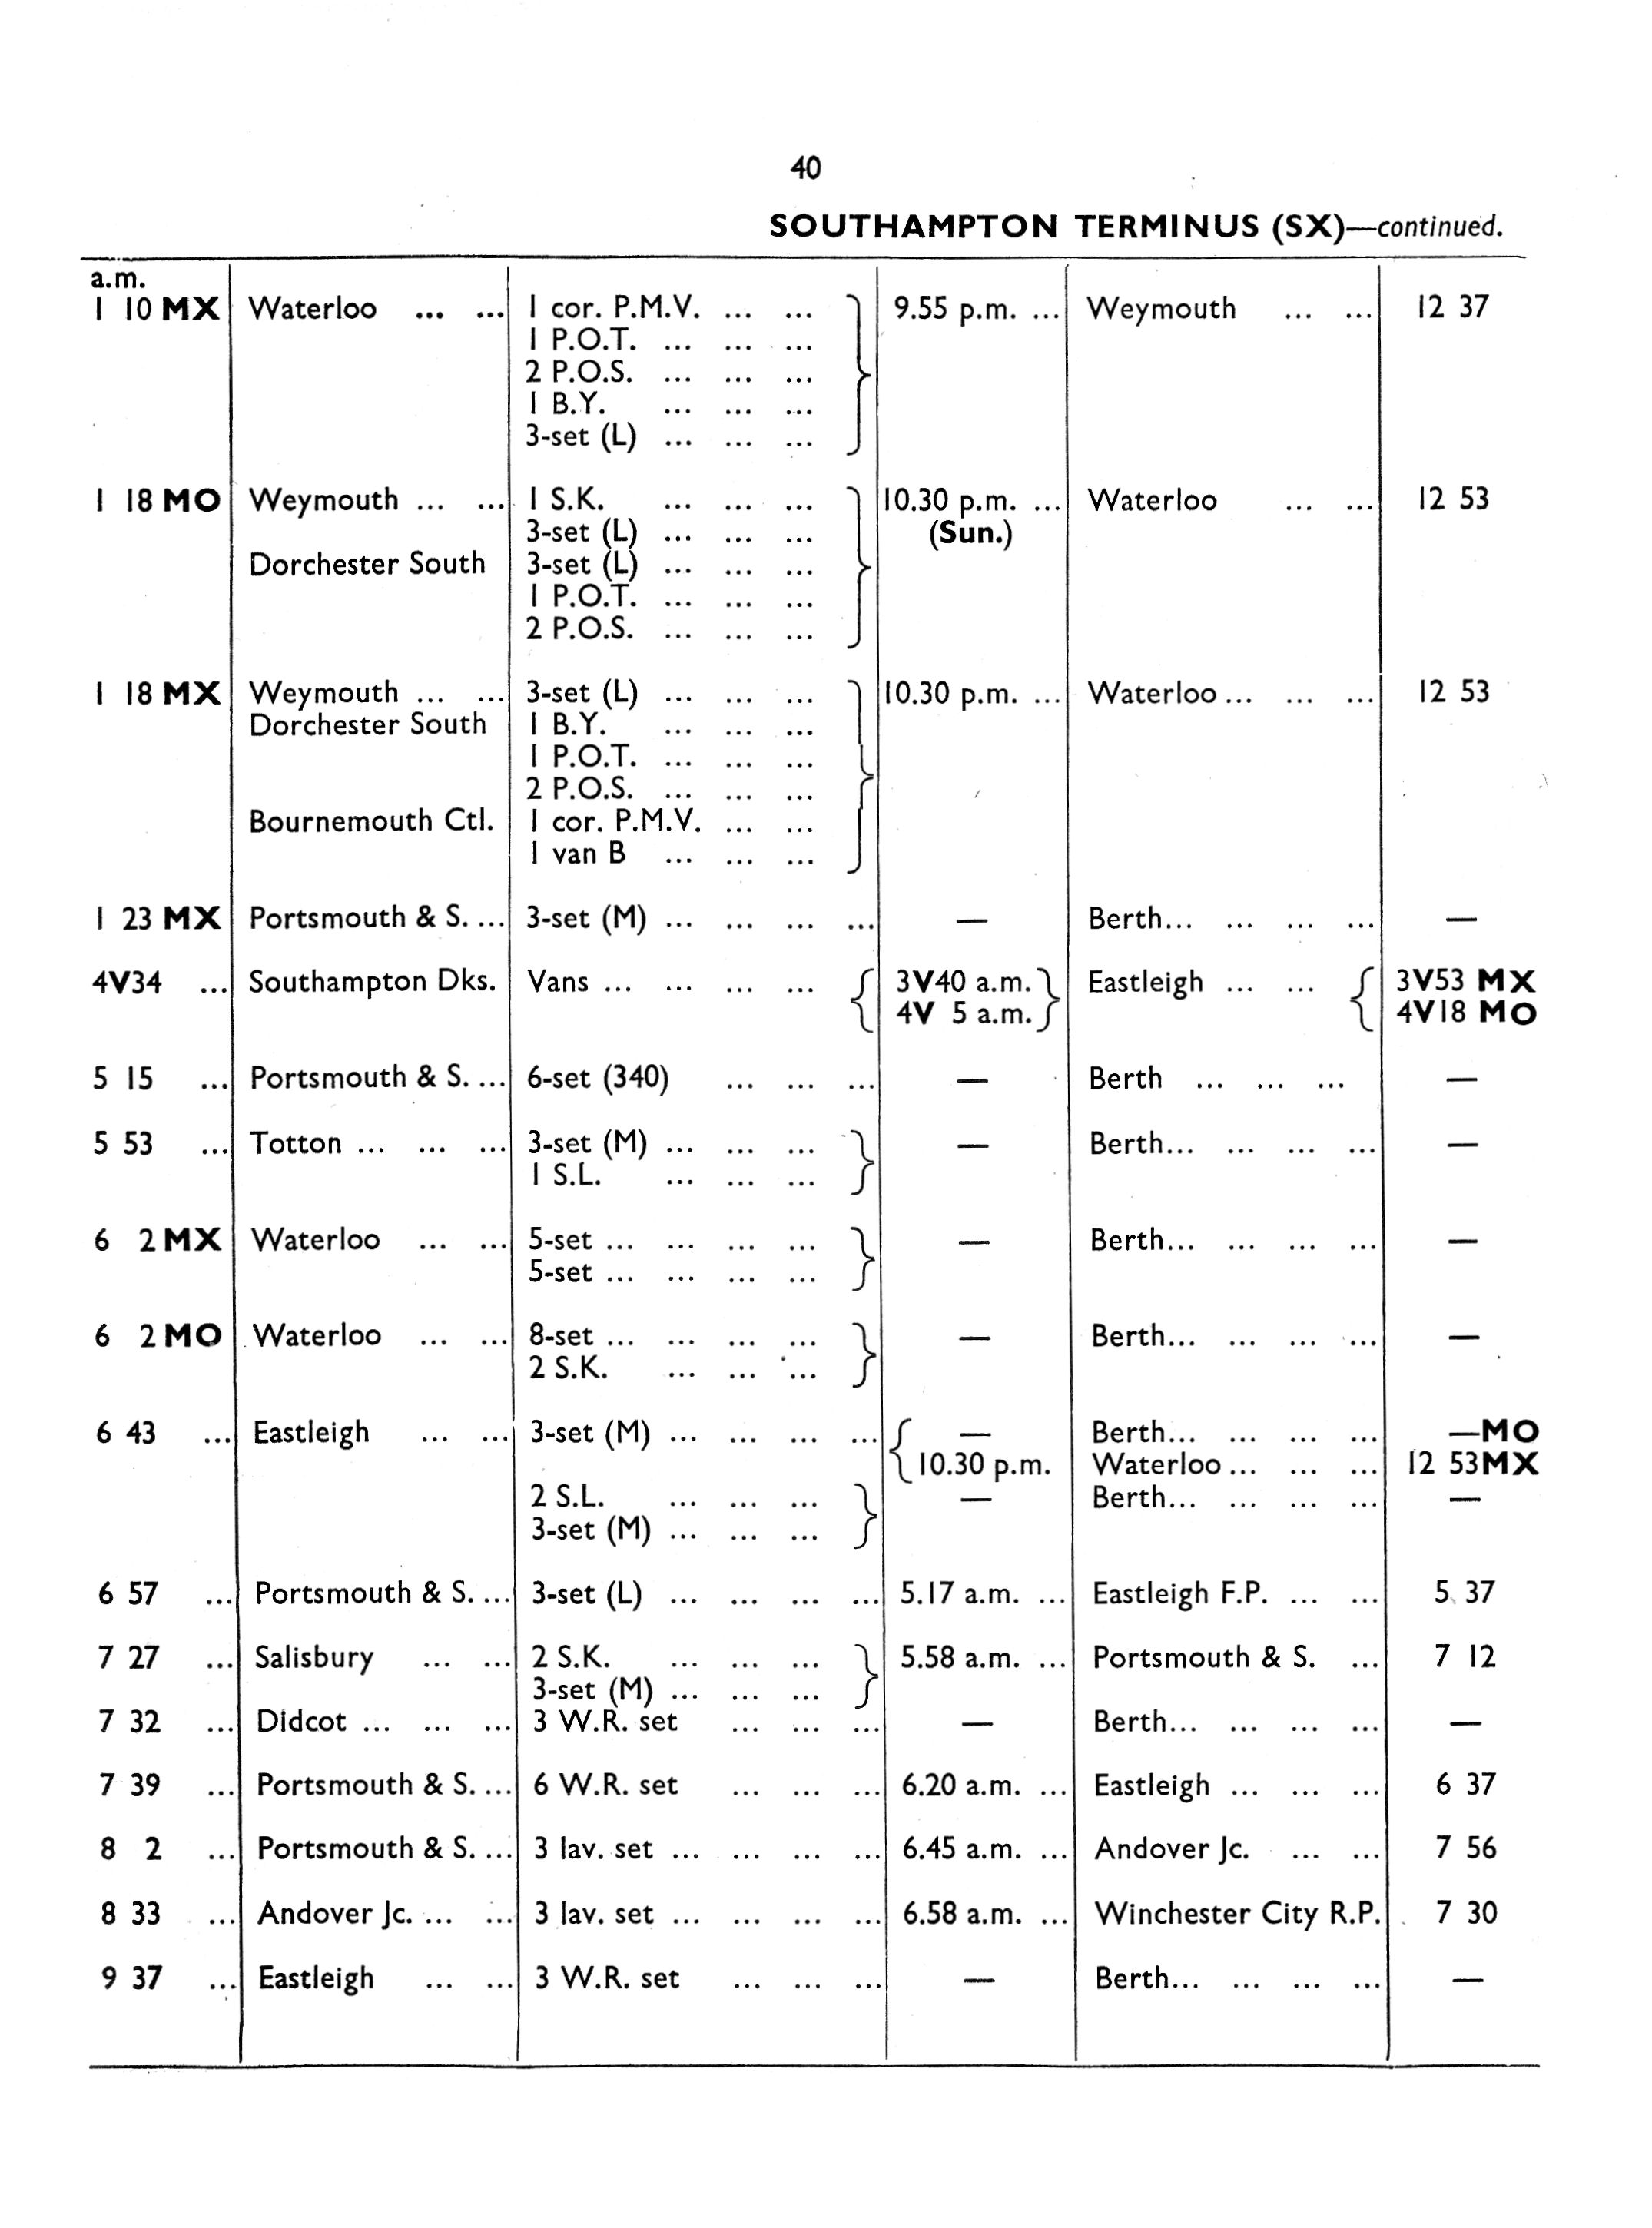 40
SOUTHAMPTON TERMINUS (SX)—continued.
a.m.
1 10 MX Waterloo ... ... 1 cor. P.M.V. ... ... 9.55 p.m. ... Weymouth ... ... 12 37
1 P.O.T. ... ... ...
2 P.O.S. ... ... ...
1 B.Y. ... ... ...
3-set (L) ... ... ...
1 18 MO Weymouth ... ... 1 S.K. ... ... ... 10.30 p.m. ... Waterloo ... ... 12 53
3-set (L) ... ... ... (Sun.)
Dorchester South 3-set (L) ... ... ...
1 P.O.T. ... ... ...
2 P.O.S. ... ... ...
1 18 MX Weymouth ... ... 3-set (L) ... ... ... 10.30 p.m. ... Waterloo ... ... ... 12 53
Dorchester South 1 B.Y. ... ... ...
1 P.O.T. ... ... ...
2 P.O.S. ... ... ...
Bournemouth Ctl. 1 cor. P.M.V. ... ...
1 van B ... ... ...
1 23 MX Portsmouth & S. ... 3-set (M) ... ... ... ... — Berth... ... ... ... —
4V34 ... Southampton Dks. Vans ... ... ... ... { 3V40 a.m. } Eastleigh ... ... { 3V53 MX
4V 5 a.m. 4V18 MO
5 15 ... Portsmouth & S. ... 6-set (340) ... ... ... — Berth ... ... ... —
5 53 ... Totton ... ... ... 3-set (M) ... ... ... } — Berth... ... ... ... —
1 S.L. ... ... ...
6 2 MX Waterloo ... ... 5-set ... ... ... ... } — Berth... ... ... ... —
5-set ... ... ... ...
6 2 MO Waterloo ... ... 8-set ... ... ... ... } — Berth... ... ... ... —
2 S.K. ... ... ...
6 43 ... Eastleigh ... ... 3-set (M) ... ... ... ... { — Berth... ... ... ... —MO
10.30 p.m. Waterloo ... ... ... 12 53MX
2 S.L. ... ... ... } — Berth... ... ... ... —
3-set (M) ... ... ...
6 57 ... Portsmouth & S. ... 3-set (L) ... ... ... ... 5.17 a.m. ... Eastleigh F.P. ... ... 5 37
7 27 ... Salisbury ... ... 2 S.K. ... ... ... } 5.58 a.m. ... Portsmouth & S. ... 7 12
3-set (M) ... ... ...
7 32 ... Didcot ... ... ... 3 W.R. set ... ... ... — Berth... ... ... ... —
7 39 ... Portsmouth & S. ... 6 W.R. set ... ... ... 6.20 a.m. ... Eastleigh ... ... ... 6 37
8 2 ... Portsmouth & S. ... 3 lav. set ... ... ... ... 6.45 a.m. ... Andover Jc. ... ... 7 56
8 33 ... Andover Jc. ... ... 3 lav. set ... ... ... ... 6.58 a.m. ... Winchester City R.P. 7 30
9 37 ... Eastleigh ... ... 3 W.R. set ... ... ... — Berth... ... ... ... —